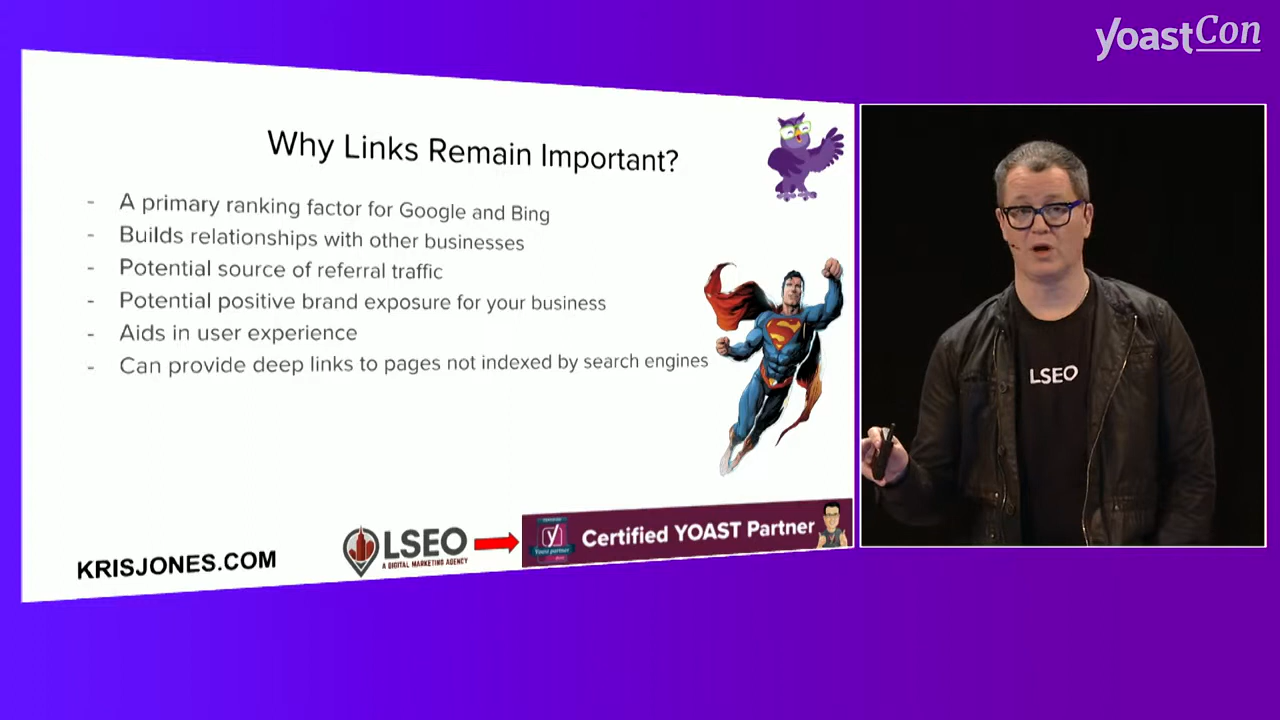 yoastCon
Why Links Remain Important?
- A primary ranking factor for Google and Bing
- Builds relationships with other businesses
- Potential source of referral traffic
- Potential positive brand exposure for your business
- Aids in user experience
- Can provide deep links to pages not indexed by search engines
LSEO
KRISJONES.COM
LSEO
A DIGITAL MARKETING AGENCY
y
Yoast partner
Certified YOAST Partner